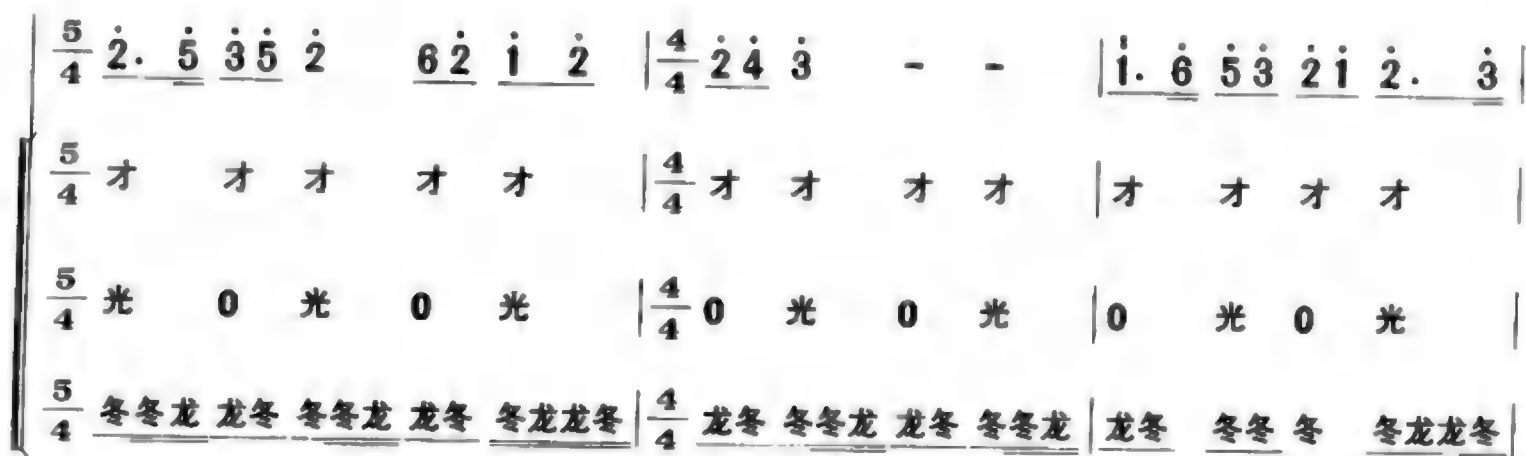 5/4 2̇. 5̇ 3̇5̇ 2̇ 62̇ 1̇ 2̇ | 4/4 2̇4̇ 3̇ - - | 1̇. 6̇ 5̇3̇ 2̇1̇ 2̇. 3̇ |
5/4 才 才 才 才 才 | 4/4 才 才 才 才 | 才 才 才 才 |
5/4 光 0 光 0 光 | 4/4 0 光 0 光 | 0 光 0 光 |
5/4 冬冬龙 龙冬 冬冬龙 龙冬 冬龙龙冬 | 4/4 龙冬 冬冬龙 龙冬 冬冬龙 | 龙冬 冬冬 冬 冬龙龙冬 |